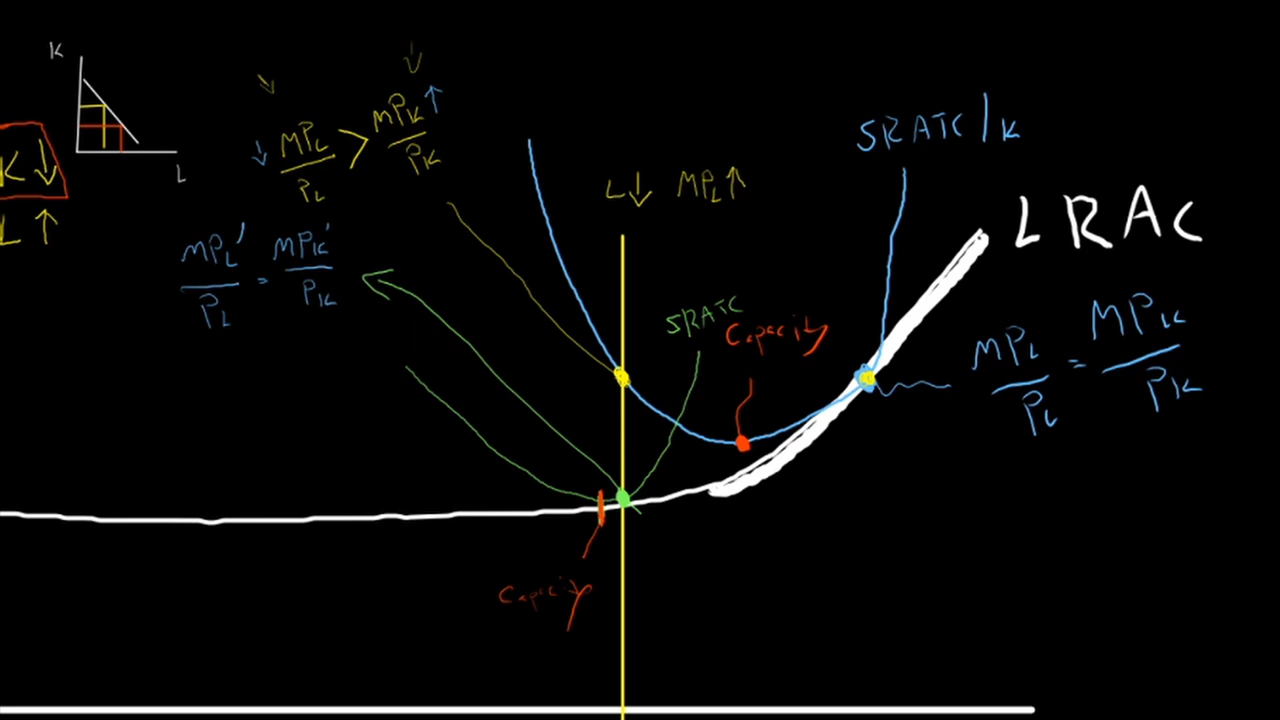 K
L
K ↓
L ↑
↓ MPL / PL > MPK ↑ / PK
MPL' / PL = MPK' / PK
L↓ MPL↑
SRATC/K
LRAC
SRATC
Capacity
MPL / PL = MPK / PK
Capacity